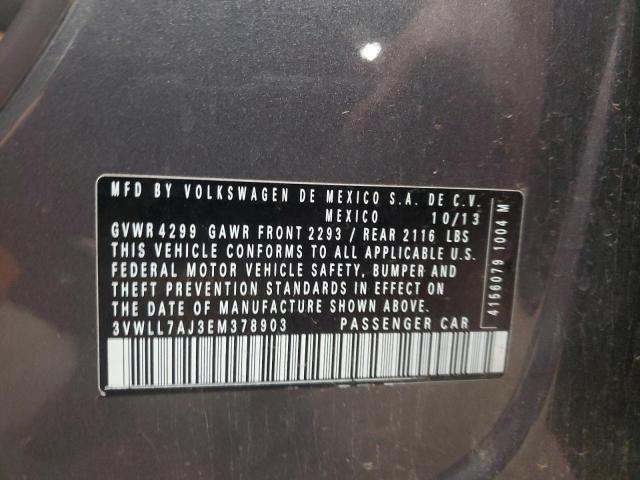 MFD BY VOLKSWAGEN DE MEXICO S.A. DE C.V.
MEXICO 10/13
GVWR 4299 GAWR FRONT 2293 / REAR 2116 LBS
THIS VEHICLE CONFORMS TO ALL APPLICABLE U.S.
FEDERAL MOTOR VEHICLE SAFETY, BUMPER AND
THEFT PREVENTION STANDARDS IN EFFECT ON
THE DATE OF MANUFACTURE SHOWN ABOVE.
3VWLL7AJ3EM378903 PASSENGER CAR
4156079 1004 M